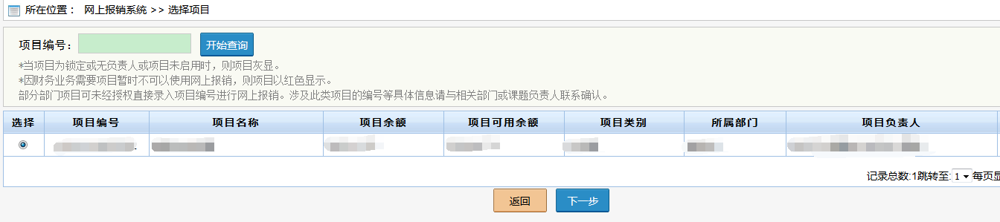 所在位置： 网上报销系统 >> 选择项目
项目编号： 开始查询
*当项目为锁定或无负责人或项目未启用时，则项目灰显。
*因财务业务需要项目暂时不可以使用网上报销，则项目以红色显示。
部分部门项目可未经授权直接录入项目编号进行网上报销。涉及此类项目的编号等具体信息请与相关部门或课题负责人联系确认。
选择 项目编号 项目名称 项目余额 项目可用余额 项目类别 所属部门 项目负责人
记录总数:1跳转至: 1 每页
返回 下一步